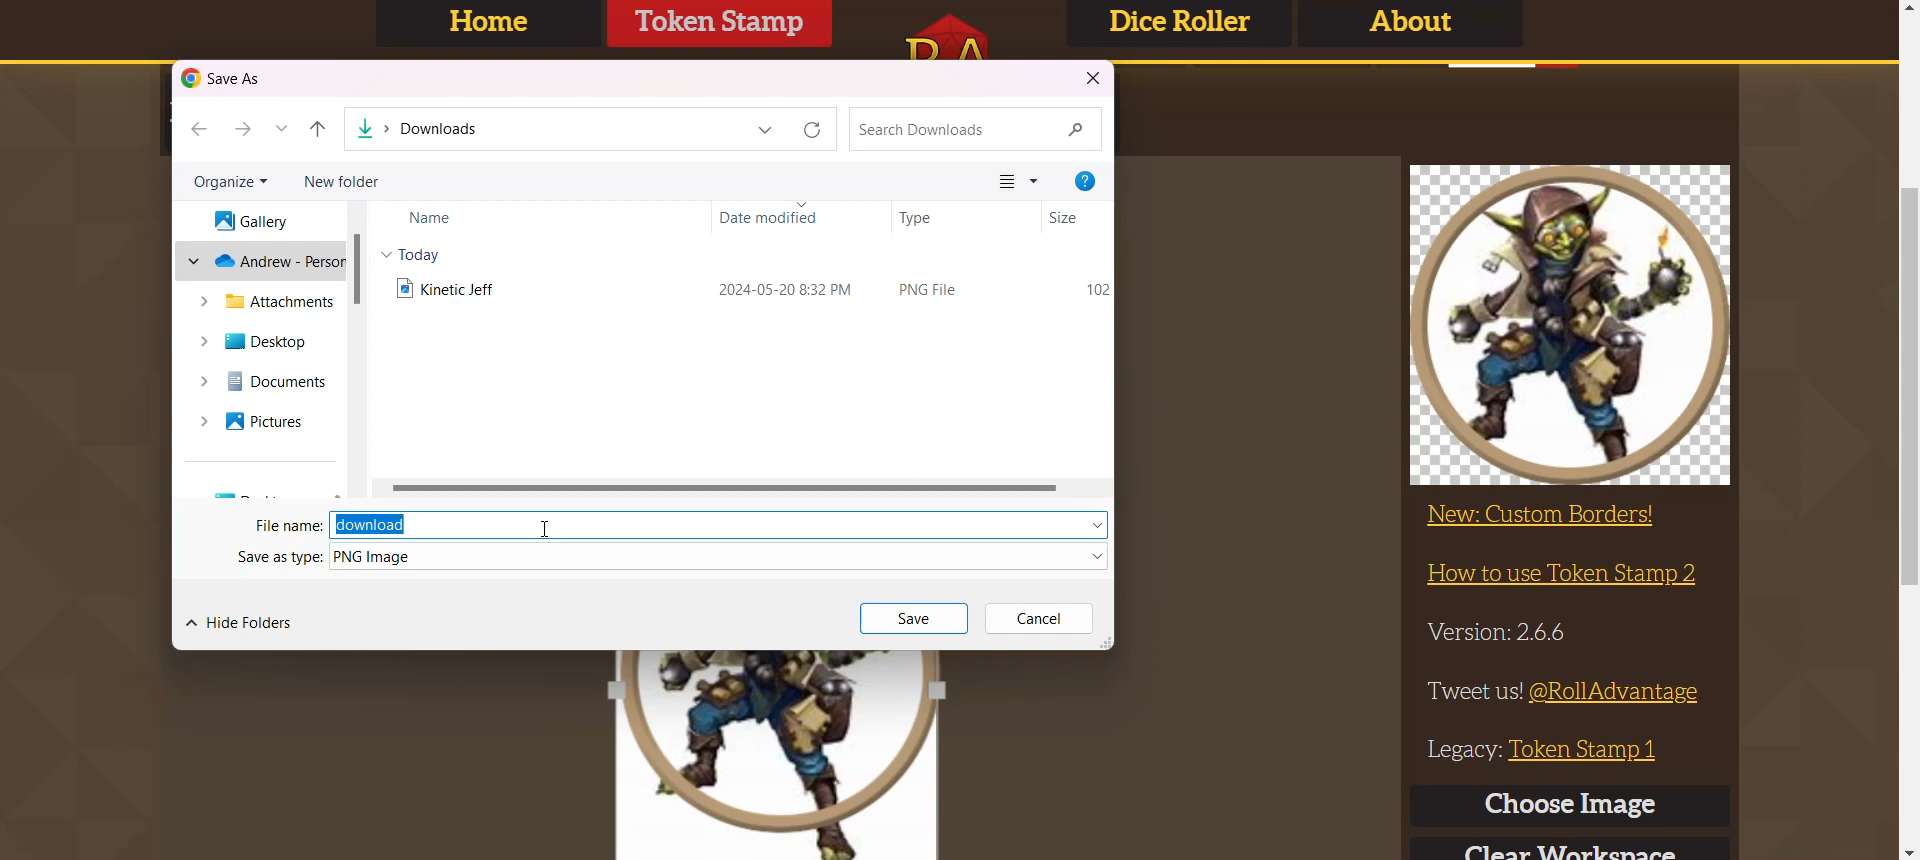 Home
Token Stamp
Dice Roller
About
Save As
Downloads
Search Downloads
Organize
New folder
?
Gallery
Andrew - Person
Attachments
Desktop
Documents
Pictures
Name
Date modified
Type
Size
Today
Kinetic Jeff
2024-05-20 8:32 PM
PNG File
102
File name:
download
Save as type:
PNG Image
Hide Folders
Save
Cancel
New: Custom Borders!
How to use Token Stamp 2
Version: 2.6.6
Tweet us! @RollAdvantage
Legacy: Token Stamp 1
Choose Image
Clear Workspace